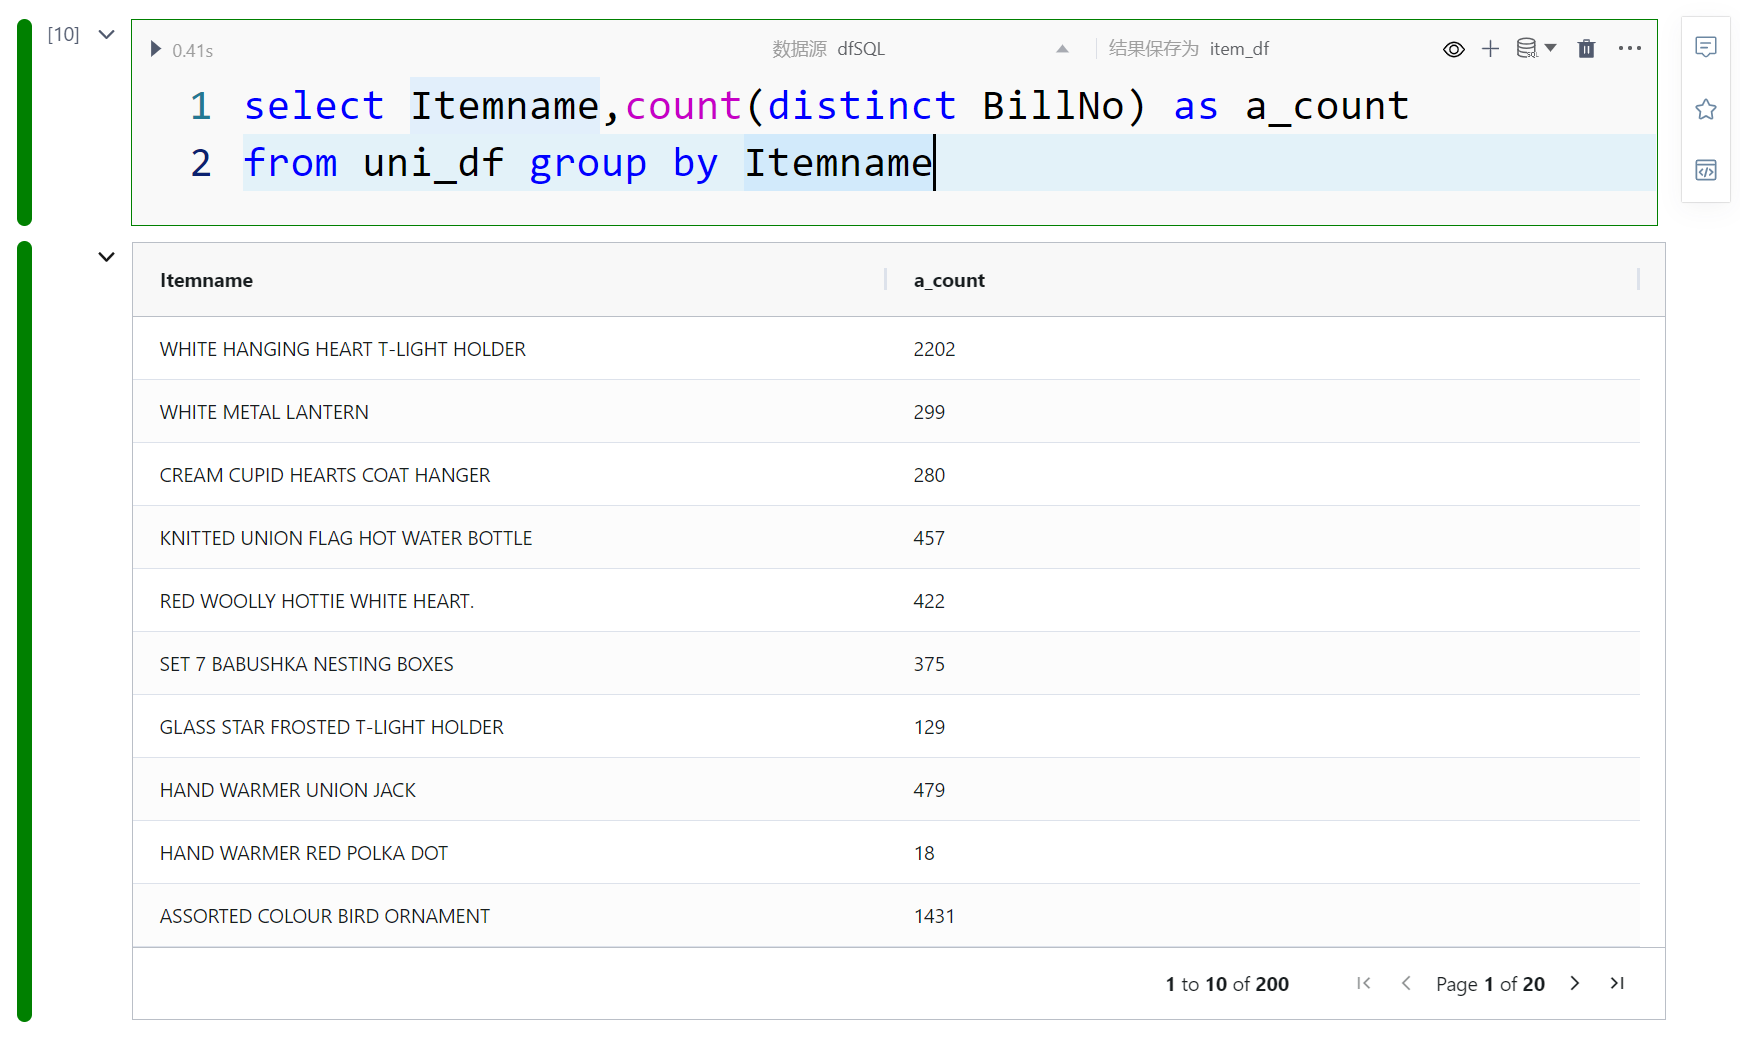 [10]
0.41s 数据源 dfSQL 结果保存为 item_df
1 select Itemname,count(distinct BillNo) as a_count
2 from uni_df group by Itemname
Itemname a_count
WHITE HANGING HEART T-LIGHT HOLDER 2202
WHITE METAL LANTERN 299
CREAM CUPID HEARTS COAT HANGER 280
KNITTED UNION FLAG HOT WATER BOTTLE 457
RED WOOLLY HOTTIE WHITE HEART. 422
SET 7 BABUSHKA NESTING BOXES 375
GLASS STAR FROSTED T-LIGHT HOLDER 129
HAND WARMER UNION JACK 479
HAND WARMER RED POLKA DOT 18
ASSORTED COLOUR BIRD ORNAMENT 1431
1 to 10 of 200 Page 1 of 20